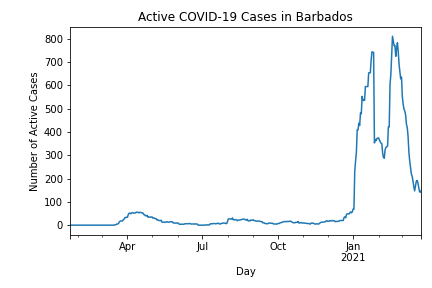 Active COVID-19 Cases in Barbados
Number of Active Cases
800
700
600
500
400
300
200
100
0
Apr Jul Oct Jan
2021
Day